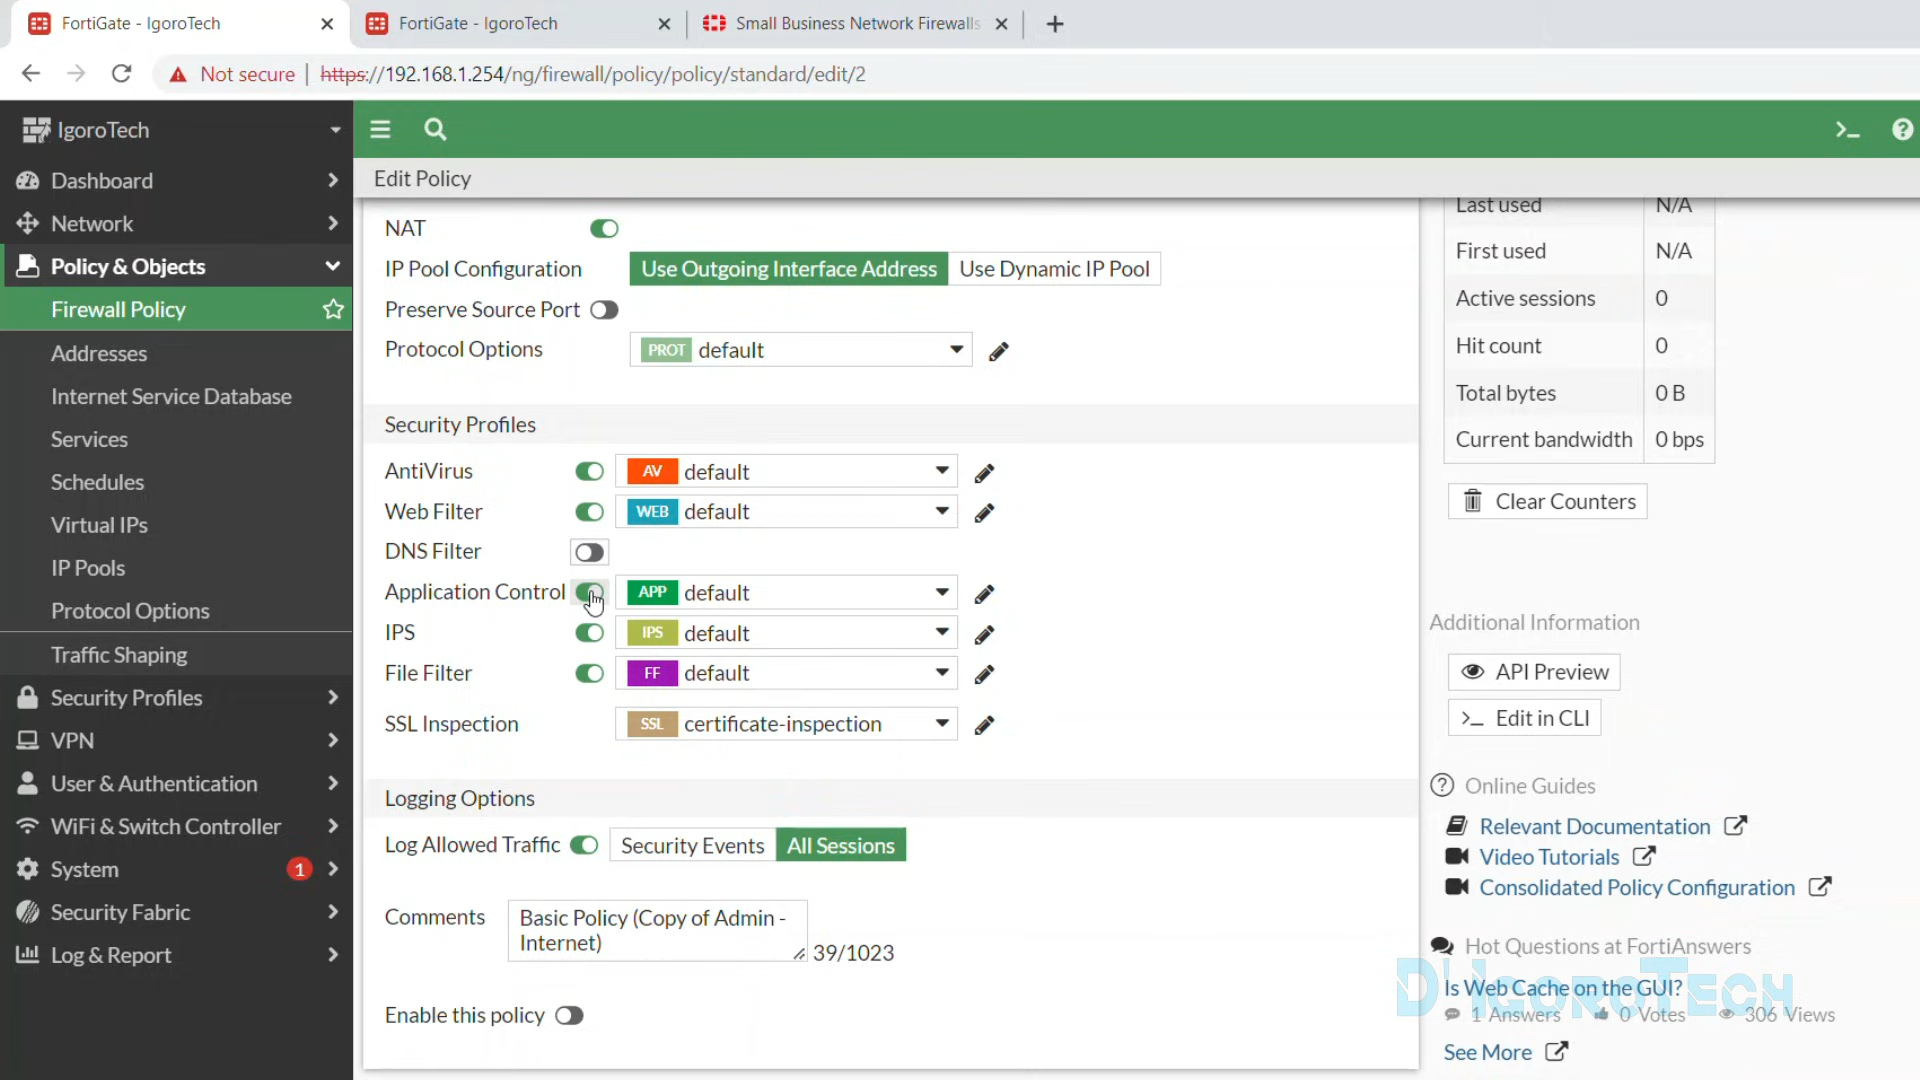 FortiGate - IgoroTech
FortiGate - IgoroTech
Small Business Network Firewalls
Not secure | https://192.168.1.254/ng/firewall/policy/policy/standard/edit/2
IgoroTech
Dashboard
Network
Policy & Objects
Firewall Policy
Addresses
Internet Service Database
Services
Schedules
Virtual IPs
IP Pools
Protocol Options
Traffic Shaping
Security Profiles
VPN
User & Authentication
WiFi & Switch Controller
System 1
Security Fabric
Log & Report
Edit Policy
NAT
IP Pool Configuration Use Outgoing Interface Address Use Dynamic IP Pool
Preserve Source Port
Protocol Options PROT default
Security Profiles
AntiVirus AV default
Web Filter WEB default
DNS Filter
Application Control APP default
IPS IPS default
File Filter FF default
SSL Inspection SSL certificate-inspection
Logging Options
Log Allowed Traffic Security Events All Sessions
Comments Basic Policy (Copy of Admin -
Internet) 39/1023
Enable this policy
Last used N/A
First used N/A
Active sessions 0
Hit count 0
Total bytes 0 B
Current bandwidth 0 bps
Clear Counters
Additional Information
API Preview
>_ Edit in CLI
Online Guides
Relevant Documentation
Video Tutorials
Consolidated Policy Configuration
Hot Questions at FortiAnswers
Is Web Cache on the GUI?
1 Answers 0 Votes 306 Views
See More
IgoroTech